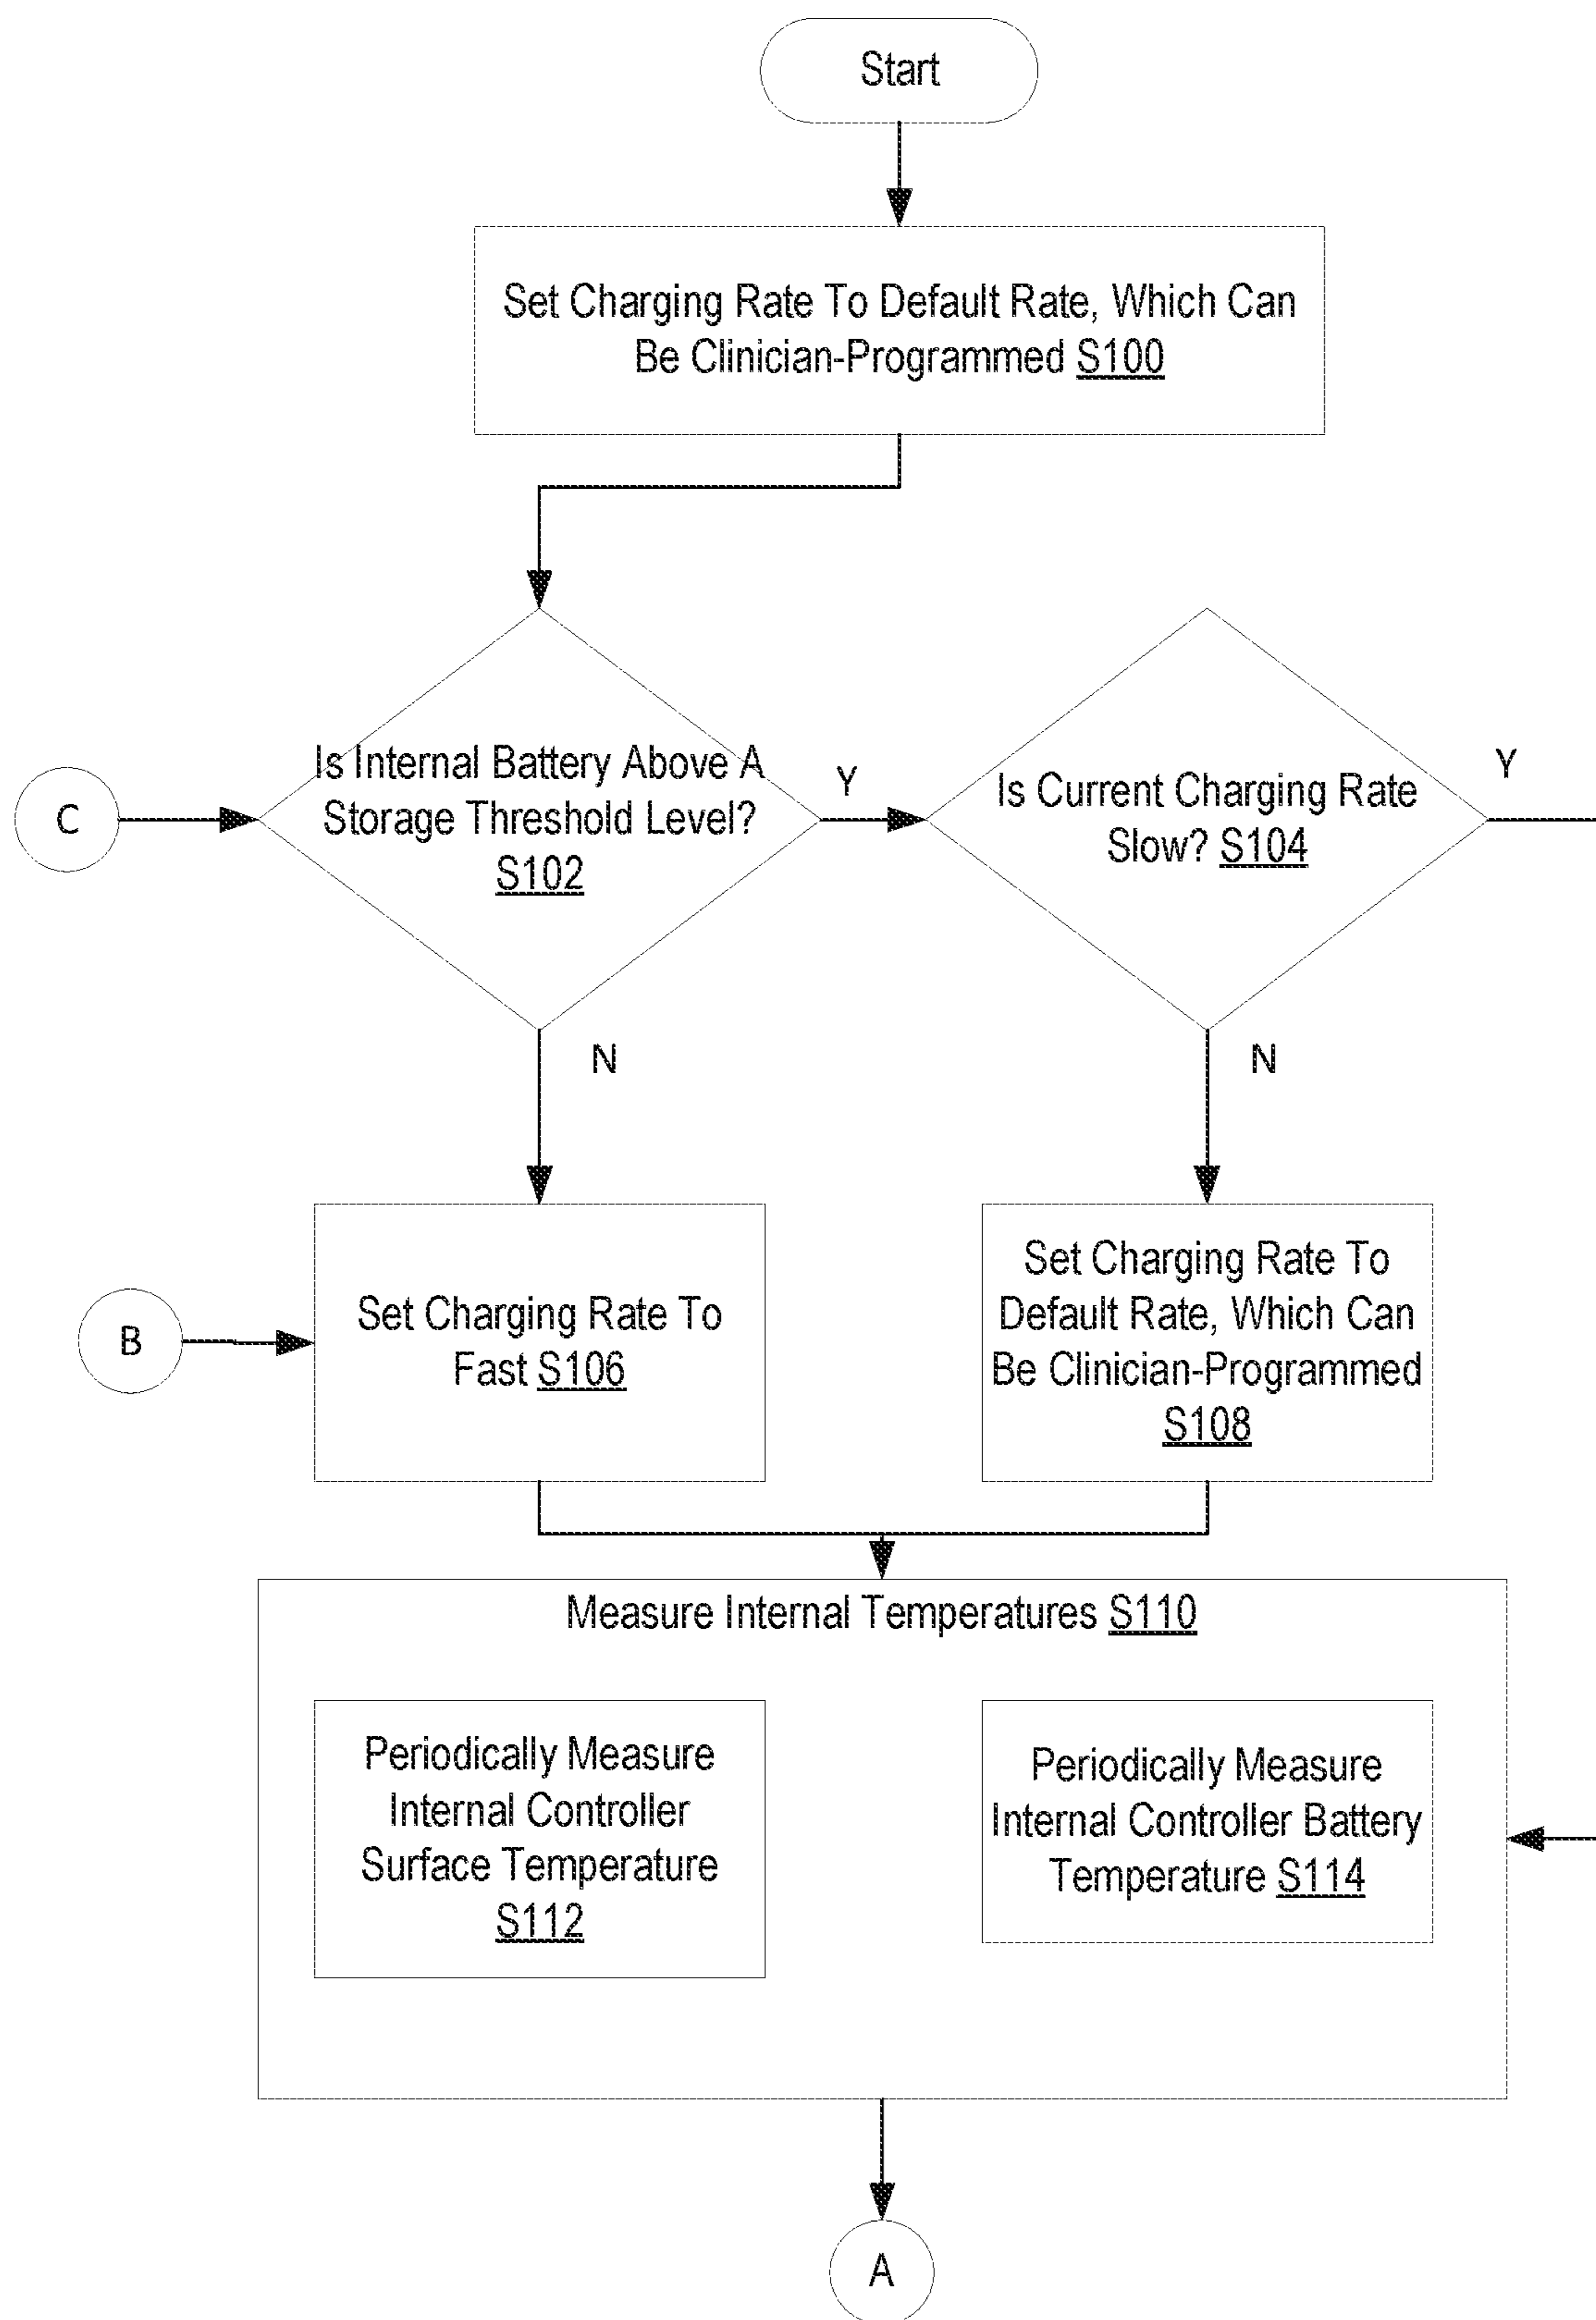 Start
Set Charging Rate To Default Rate, Which Can
Be Clinician-Programmed S100
C
Is Internal Battery Above A
Storage Threshold Level?
S102
Y
Is Current Charging Rate
Slow? S104
Y
N
N
B
Set Charging Rate To
Fast S106
Set Charging Rate To
Default Rate, Which Can
Be Clinician-Programmed
S108
Measure Internal Temperatures S110
Periodically Measure
Internal Controller
Surface Temperature
S112
Periodically Measure
Internal Controller Battery
Temperature S114
A